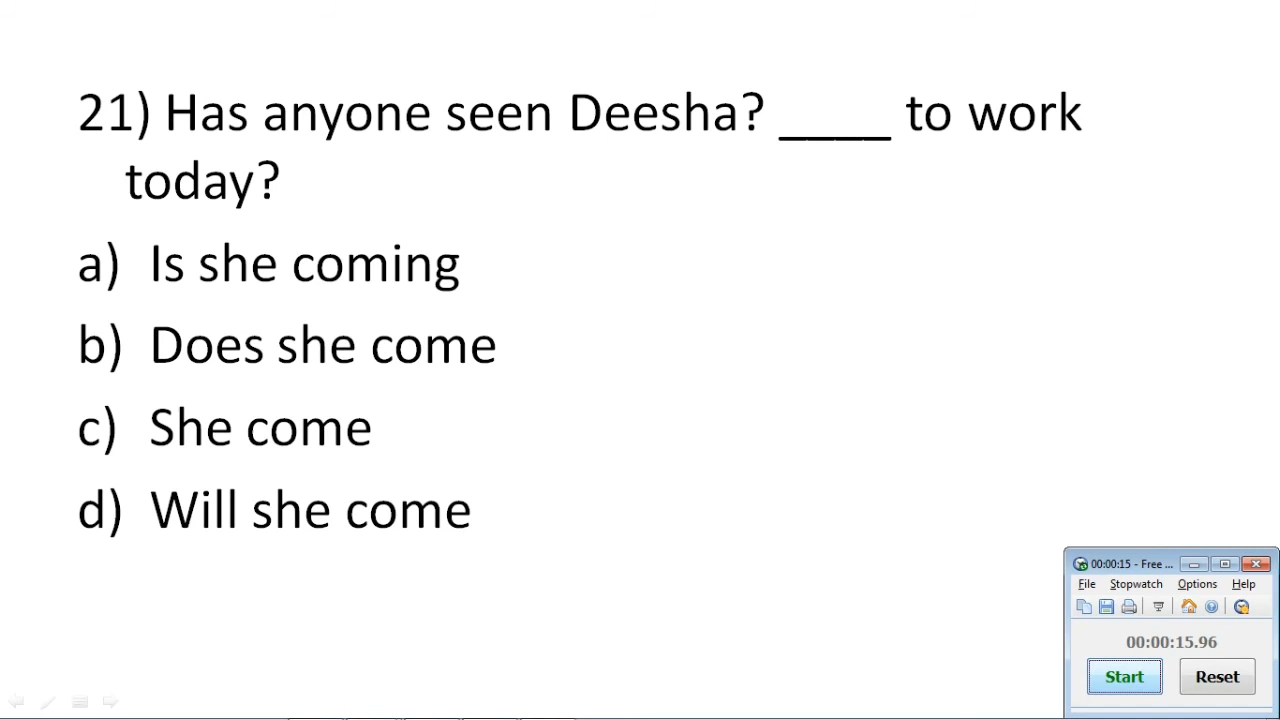 21) Has anyone seen Deesha? ____ to work
today?
a) Is she coming
b) Does she come
c) She come
d) Will she come
00:00:15 - Free ...
File Stopwatch Options Help
00:00:15.96
Start Reset